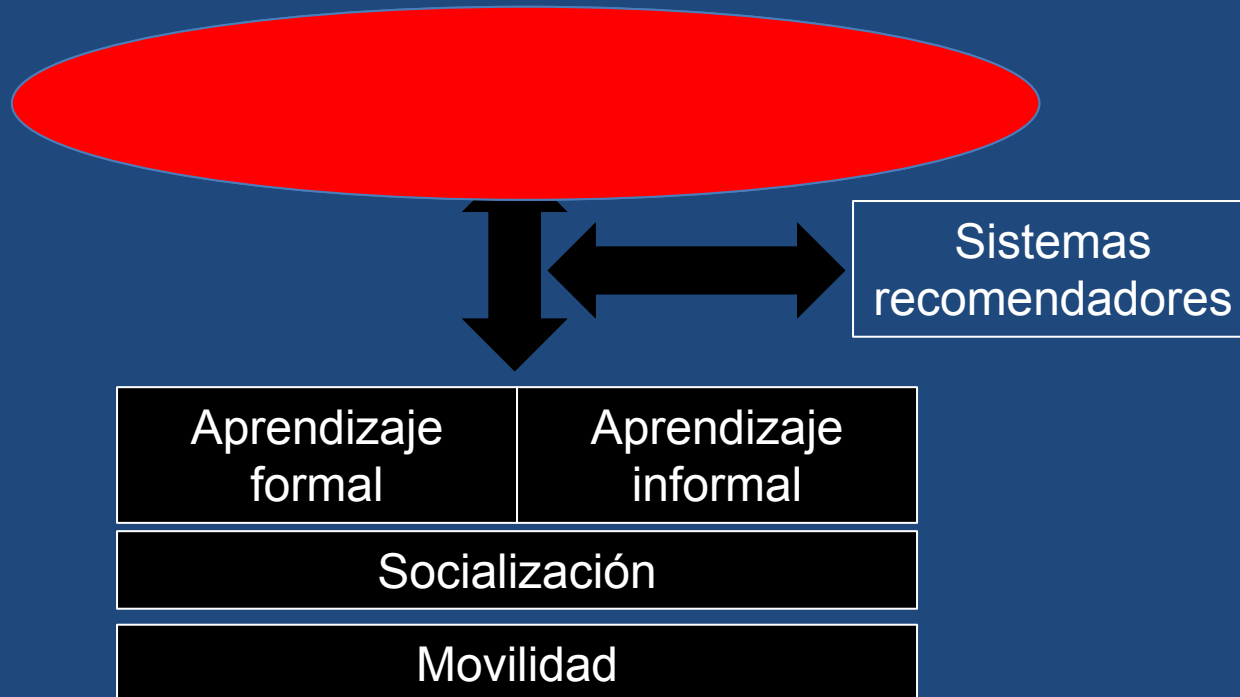 Sistemas
recomendadores
Aprendizaje
formal
Aprendizaje
informal
Socialización
Movilidad